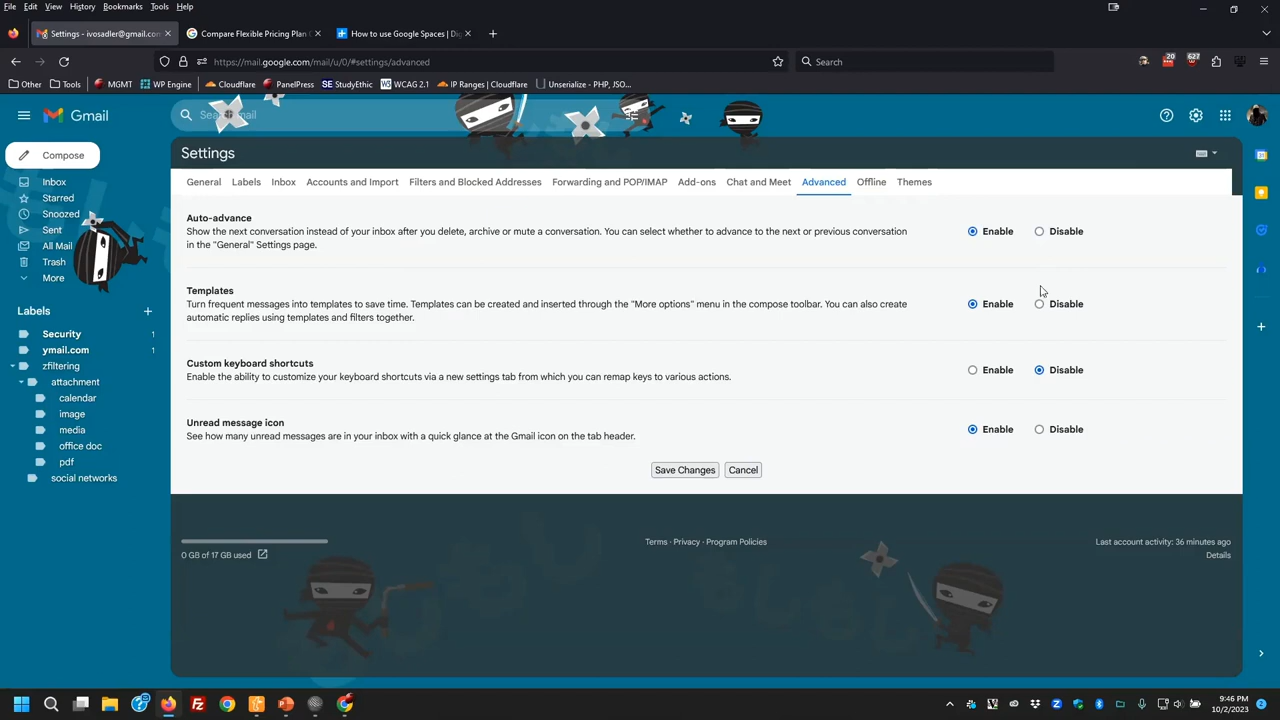 File Edit View History Bookmarks Tools Help
Settings - ivosadler@gmail.con
Compare Flexible Pricing Plan C
How to use Google Spaces | Dig
https://mail.google.com/mail/u/0/#settings/advanced
Search
20
627
Other
Tools
MGMT
WP Engine
Cloudflare
PanelPress
SE StudyEthic
W3 WCAG 2.1
IP Ranges | Cloudflare
Unserialize - PHP, JSO...
Gmail
Search mail
Compose
Settings
General Labels Inbox Accounts and Import Filters and Blocked Addresses Forwarding and POP/IMAP Add-ons Chat and Meet Advanced Offline Themes
Inbox
Starred
Snoozed
Sent
All Mail
Trash
More
Labels
Security 1
ymail.com 1
zfiltering
attachment
calendar
image
media
office doc
pdf
social networks
Auto-advance
Show the next conversation instead of your inbox after you delete, archive or mute a conversation. You can select whether to advance to the next or previous conversation
in the "General" Settings page.
Enable Disable
Templates
Turn frequent messages into templates to save time. Templates can be created and inserted through the "More options" menu in the compose toolbar. You can also create
automatic replies using templates and filters together.
Enable Disable
Custom keyboard shortcuts
Enable the ability to customize your keyboard shortcuts via a new settings tab from which you can remap keys to various actions.
Enable Disable
Unread message icon
See how many unread messages are in your inbox with a quick glance at the Gmail icon on the tab header.
Enable Disable
Save Changes Cancel
0 GB of 17 GB used
Terms · Privacy · Program Policies
Last account activity: 36 minutes ago
Details
9:46 PM
10/2/2023